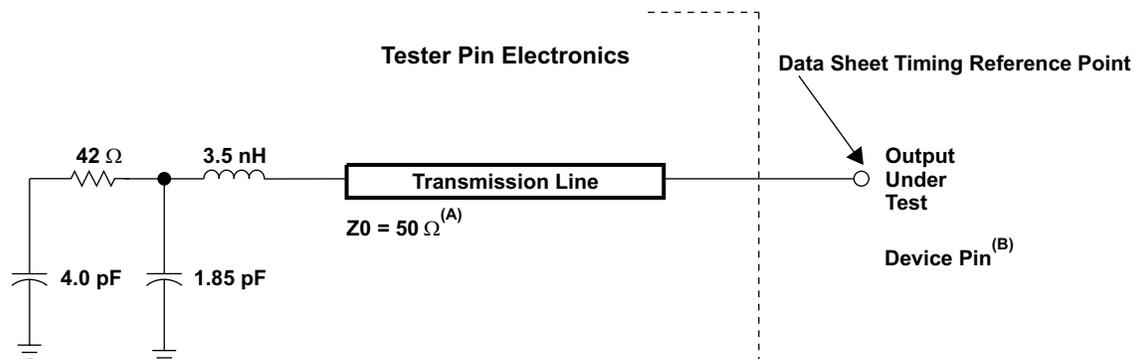 Tester Pin Electronics
Data Sheet Timing Reference Point
42 Ω
3.5 nH
Transmission Line
Output
Under
Test
Z0 = 50 Ω(A)
Device Pin(B)
4.0 pF
1.85 pF